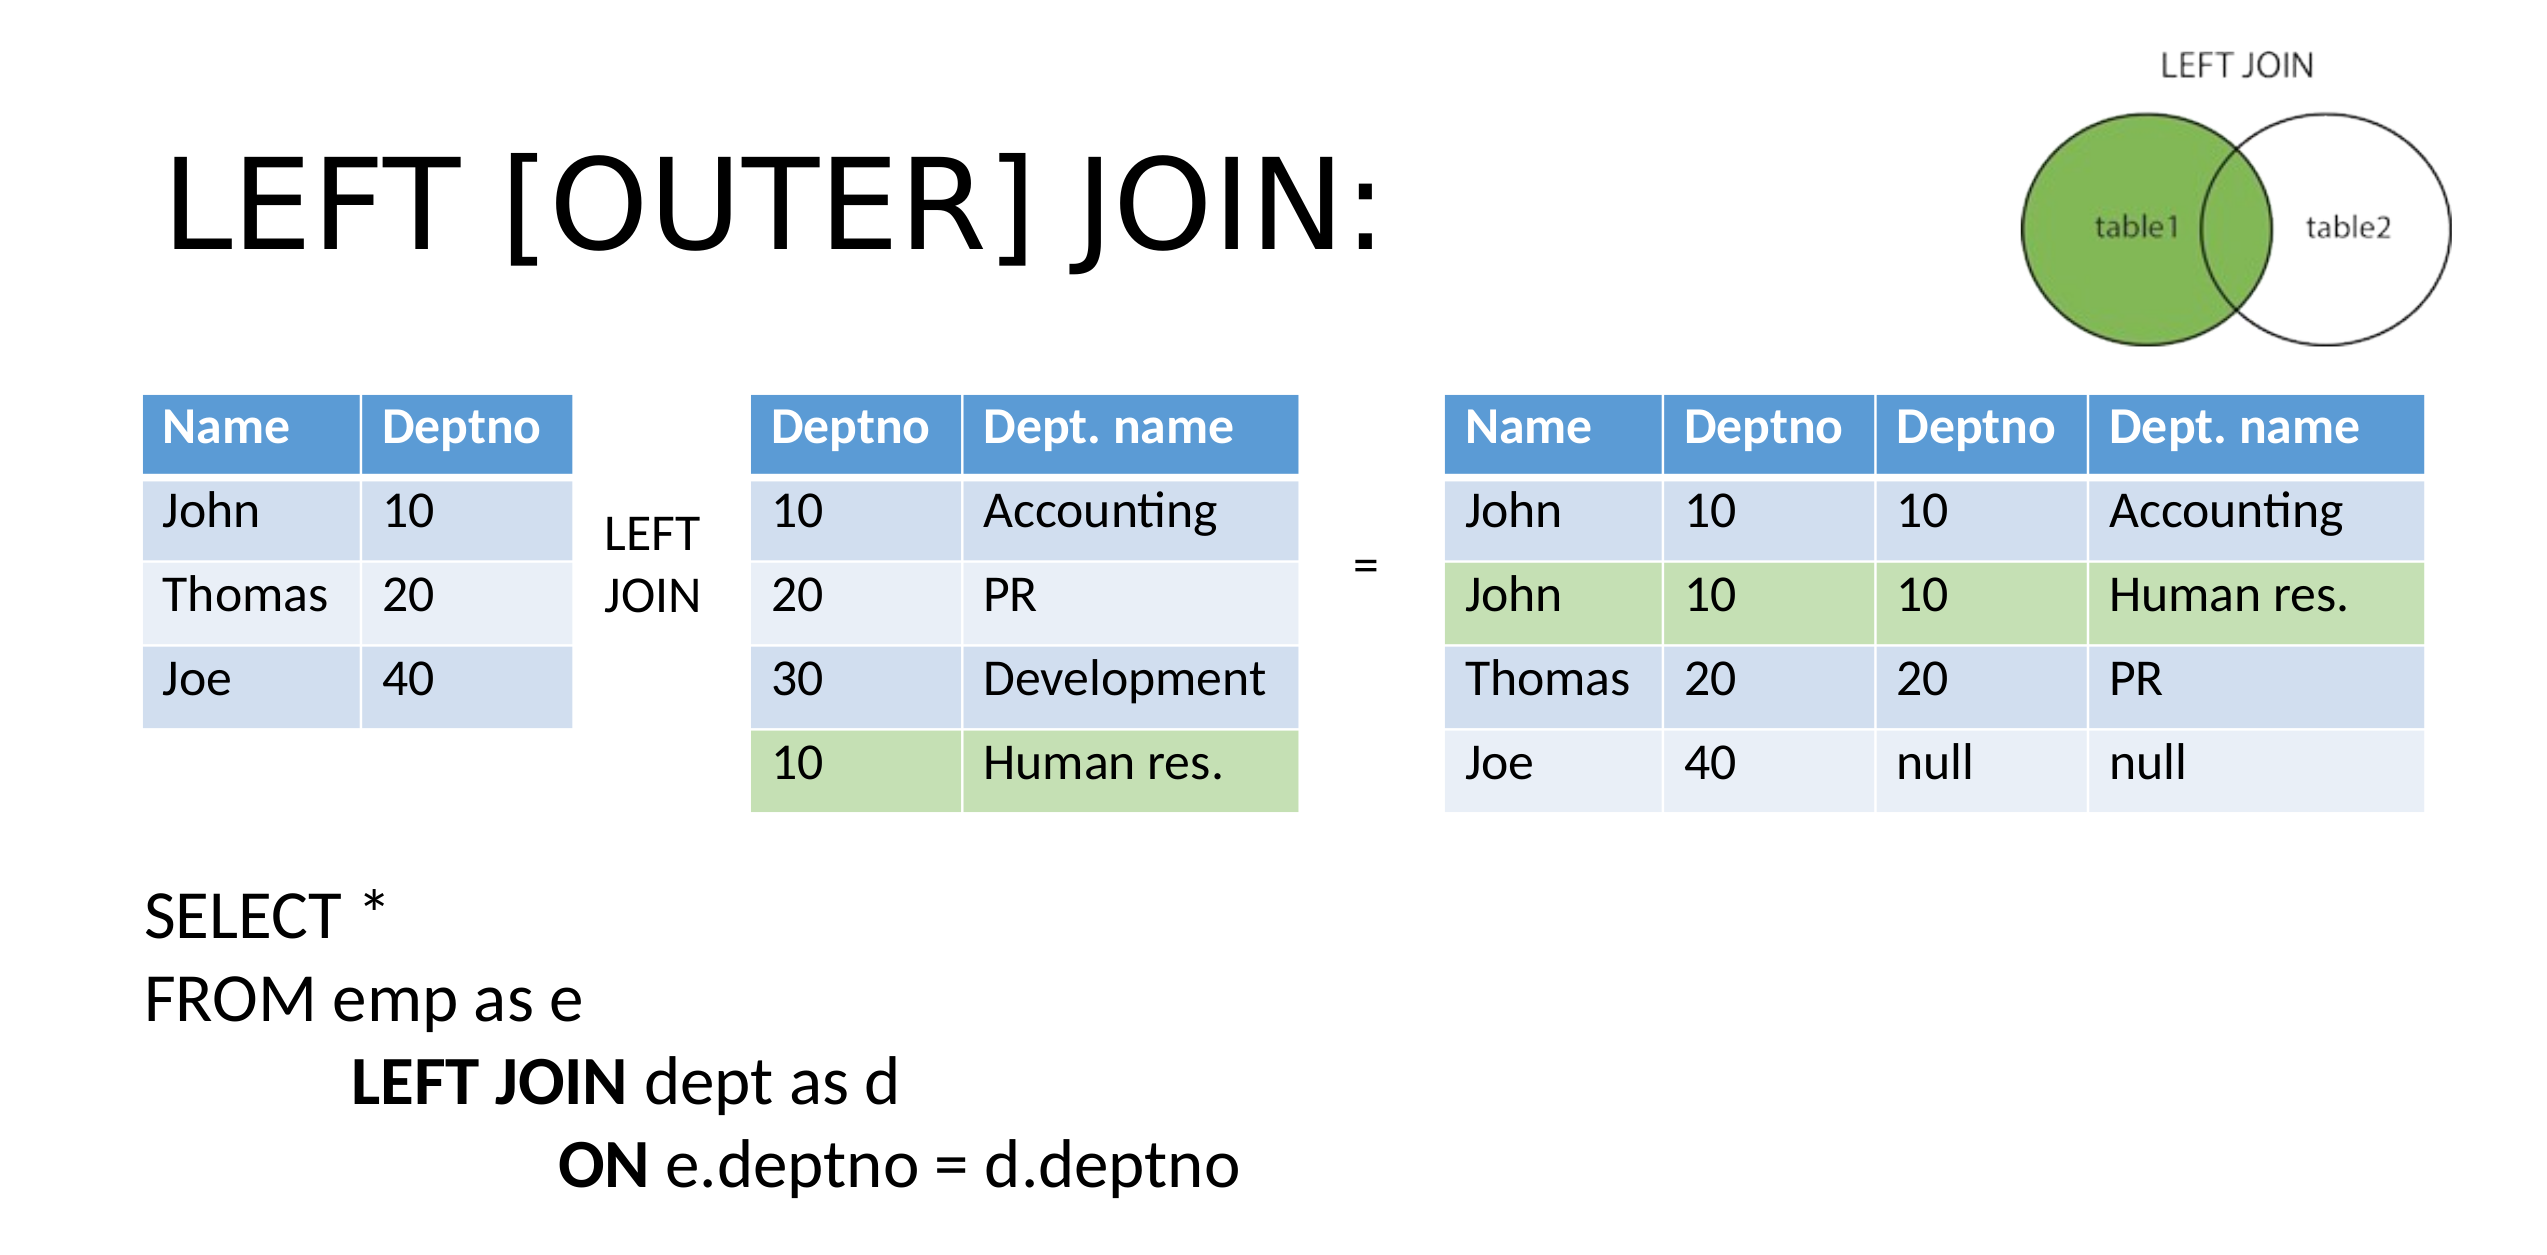 LEFT JOIN
LEFT [OUTER] JOIN:
table1 table2
Name Deptno
John 10
Thomas 20
Joe 40
LEFT
JOIN
Deptno Dept. name
10 Accounting
20 PR
30 Development
10 Human res.
=
Name Deptno Deptno Dept. name
John 10 10 Accounting
John 10 10 Human res.
Thomas 20 20 PR
Joe 40 null null
SELECT *
FROM emp as e
LEFT JOIN dept as d
ON e.deptno = d.deptno